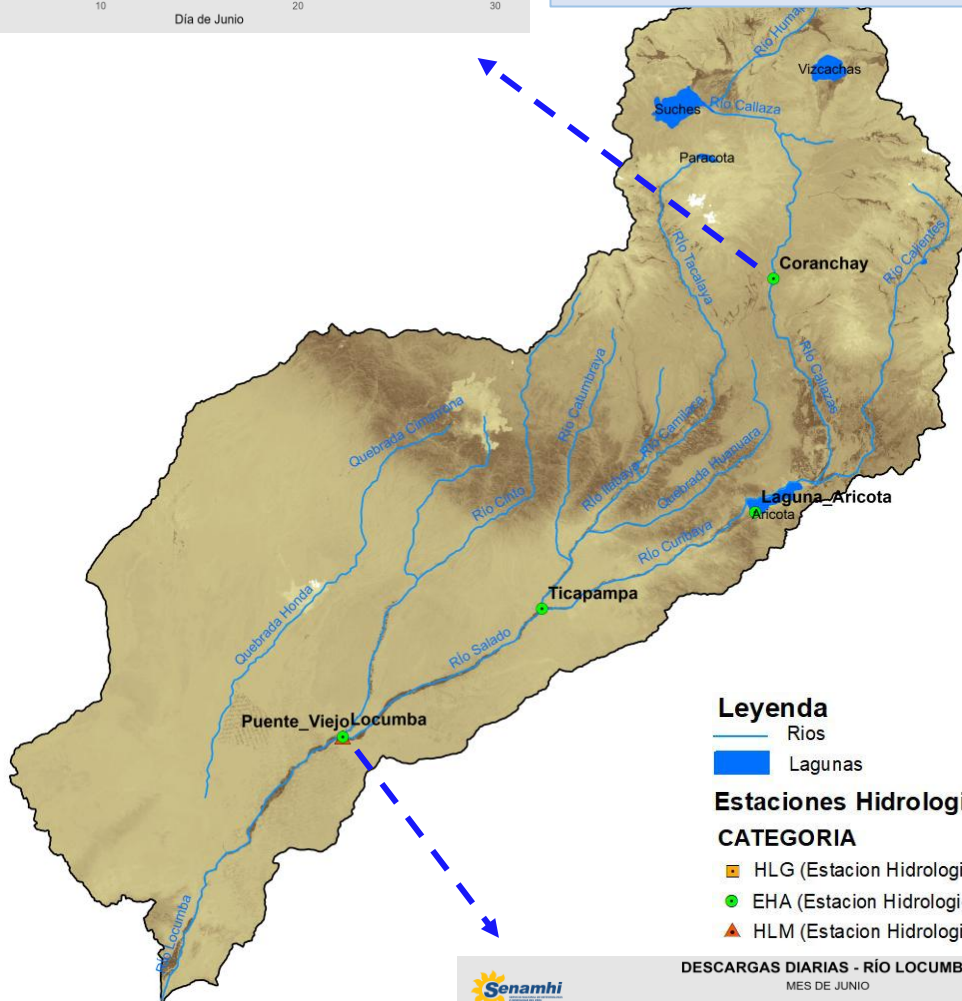 10 20 30
Día de Junio
Río Humal
Vizcachas
Suches
Río Callaza
Paracota
Río Calientes
Río Tacalaya
Coranchay
Río Callazas
Río Catumbraya
Quebrada Cimarrona
Río Ilabaya-Río Camilaca
Quebrada Huanuara
Río Cinto
Laguna_Aricota
Aricota
Río Curibaya
Ticapampa
Quebrada Honda
Río Salado
Puente_Viejo Locumba
Río Locumba
Leyenda
Rios
Lagunas
Estaciones Hidrologi
CATEGORIA
HLG (Estacion Hidrologi
EHA (Estacion Hidrologi
HLM (Estacion Hidrologi
DESCARGAS DIARIAS - RÍO LOCUMB
MES DE JUNIO
Senamhi